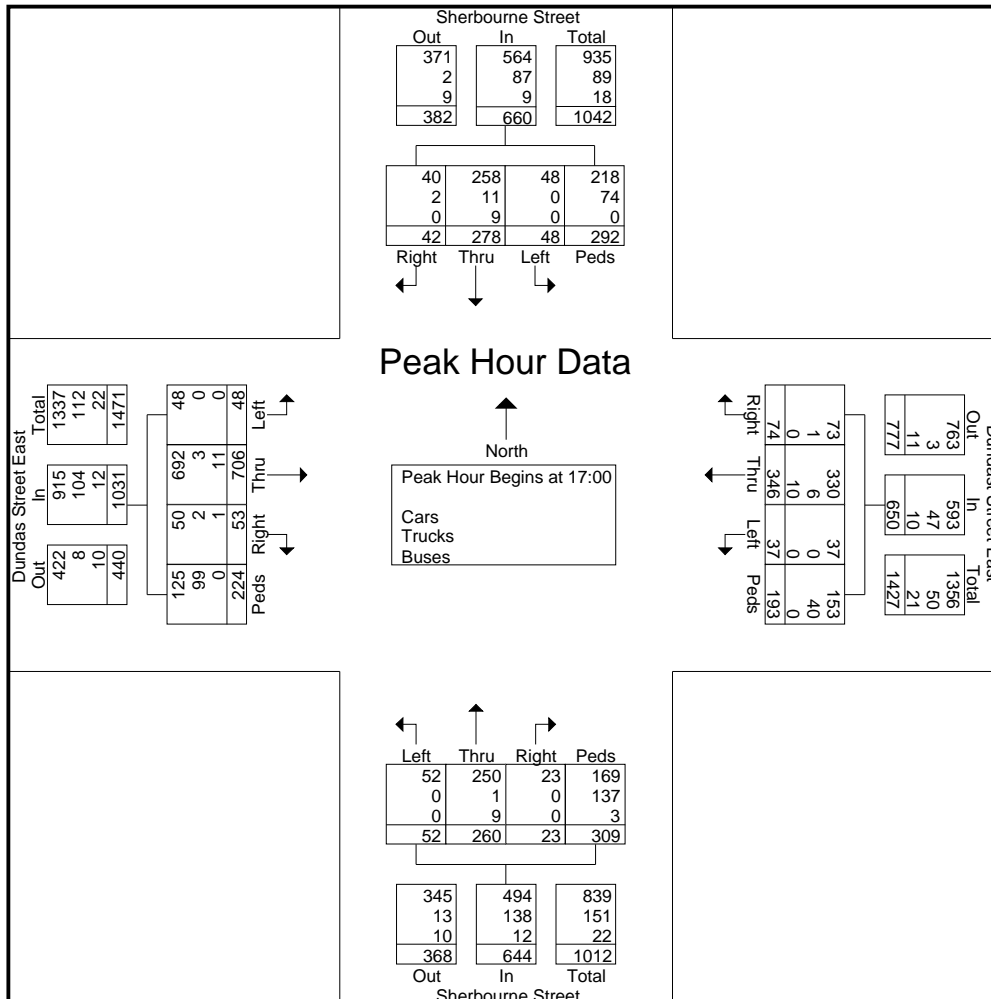 Sherbourne Street
Out In Total
371 564 935
2 87 89
9 9 18
382 660 1042
40 258 48 218
2 11 0 74
0 9 0 0
42 278 48 292
Right Thru Left Peds
Peak Hour Data
North
Peak Hour Begins at 17:00
Cars
Trucks
Buses
Dundas Street East
Total In Out
1337 915 422
112 104 8
22 12 10
1471 1031 440
48 692 50 125
0 3 2 99
0 11 1 0
48 706 53 224
Left Thru Right Peds
Right Thru Left Peds
74 346 37 193
0 10 0 0
1 6 0 40
73 330 37 153
Dundas Street East
Out In Total
763 593 1356
3 47 50
11 10 21
777 650 1427
Left Thru Right Peds
52 250 23 169
0 1 0 137
0 9 0 3
52 260 23 309
345 494 839
13 138 151
10 12 22
368 644 1012
Out In Total
Sherbourne Street